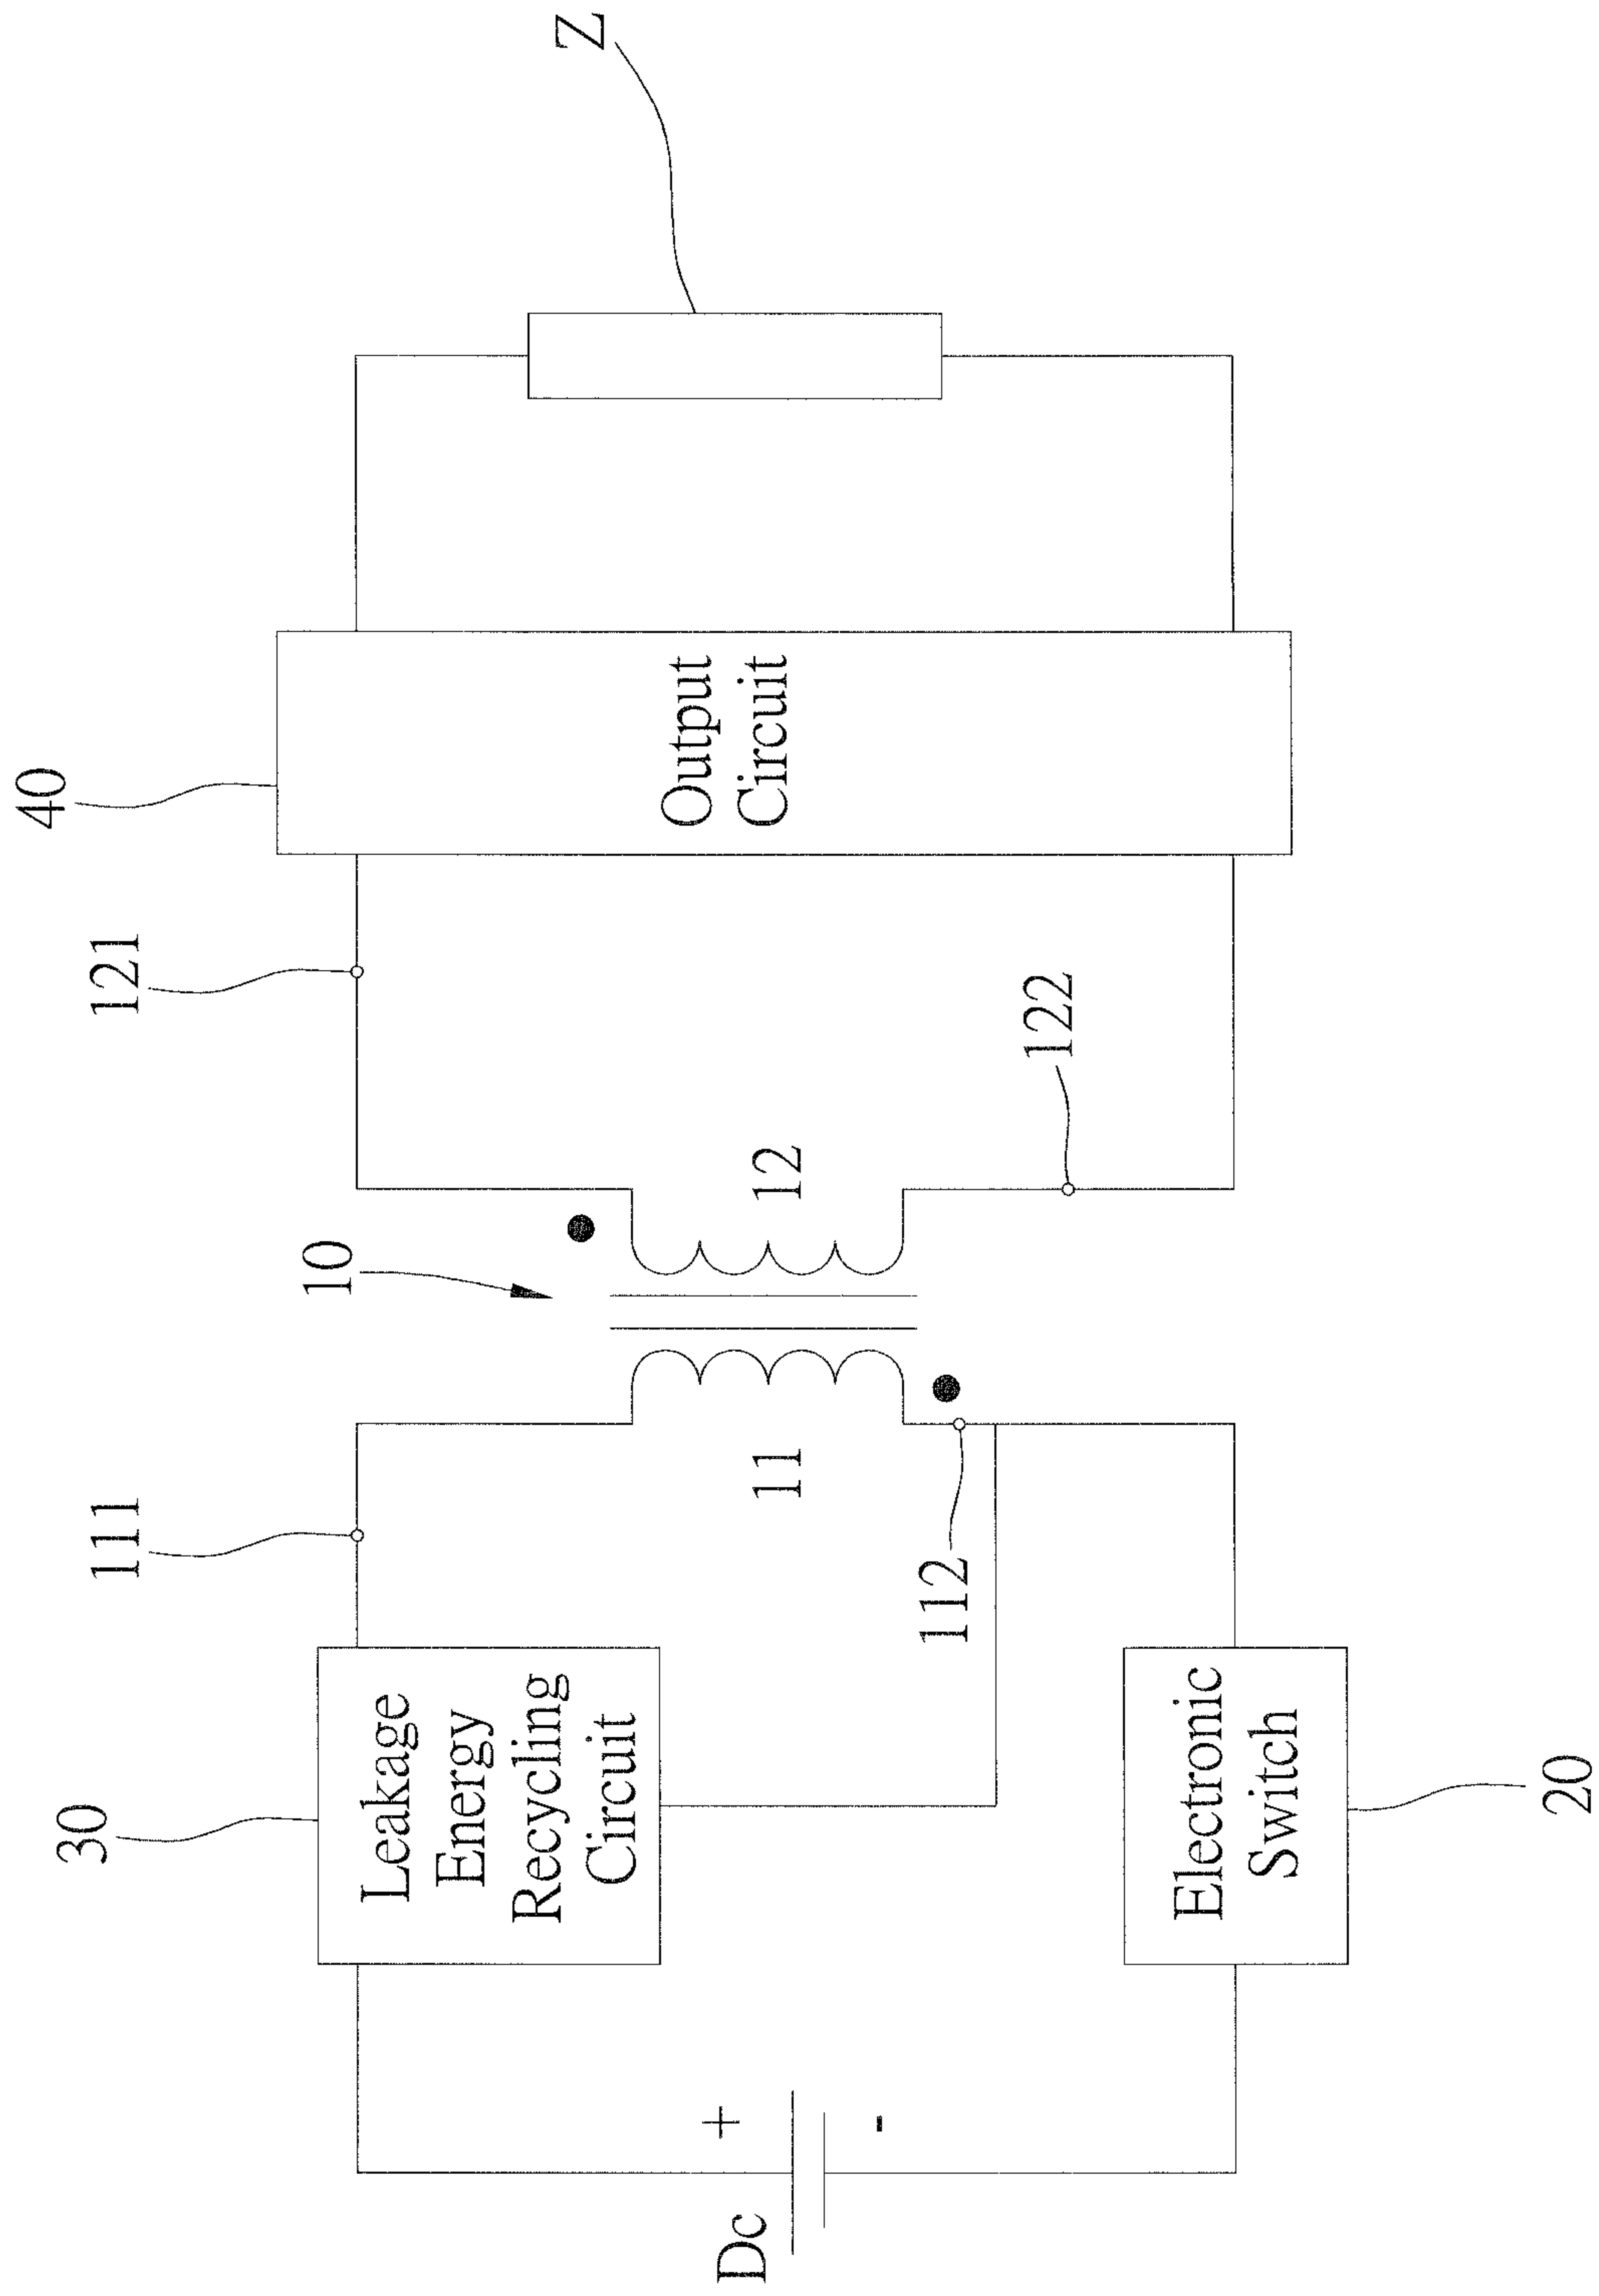 30
111
10
121
40
Z
Leakage
Energy
Recycling
Circuit
11
12
Output
Circuit
Dc
+
-
112
122
Electronic
Switch
20